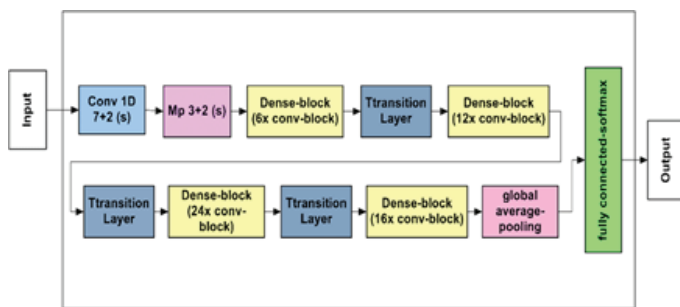 Input
Conv 1D
7+2 (s)
Mp 3+2 (s)
Dense-block
(6x conv-block)
Ttransition
Layer
Dense-block
(12x conv-block)
Ttransition
Layer
Dense-block
(24x conv-
block)
Ttransition
Layer
Dense-block
(16x conv-block)
global
average-
pooling
fully connected-softmax
Output